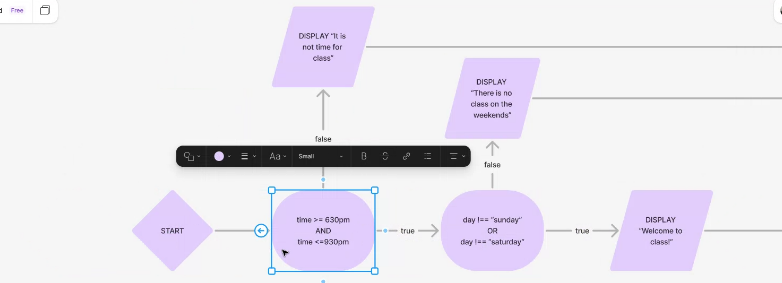 Free
DISPLAY "It is
not time for
class"
DISPLAY
"There is no
class on the
weekends"
false
Aa
Small
B
S
false
START
time >= 630pm
AND
time <=930pm
true
day !== "sunday"
OR
day !== "saturday"
true
DISPLAY
"Welcome to
class!"